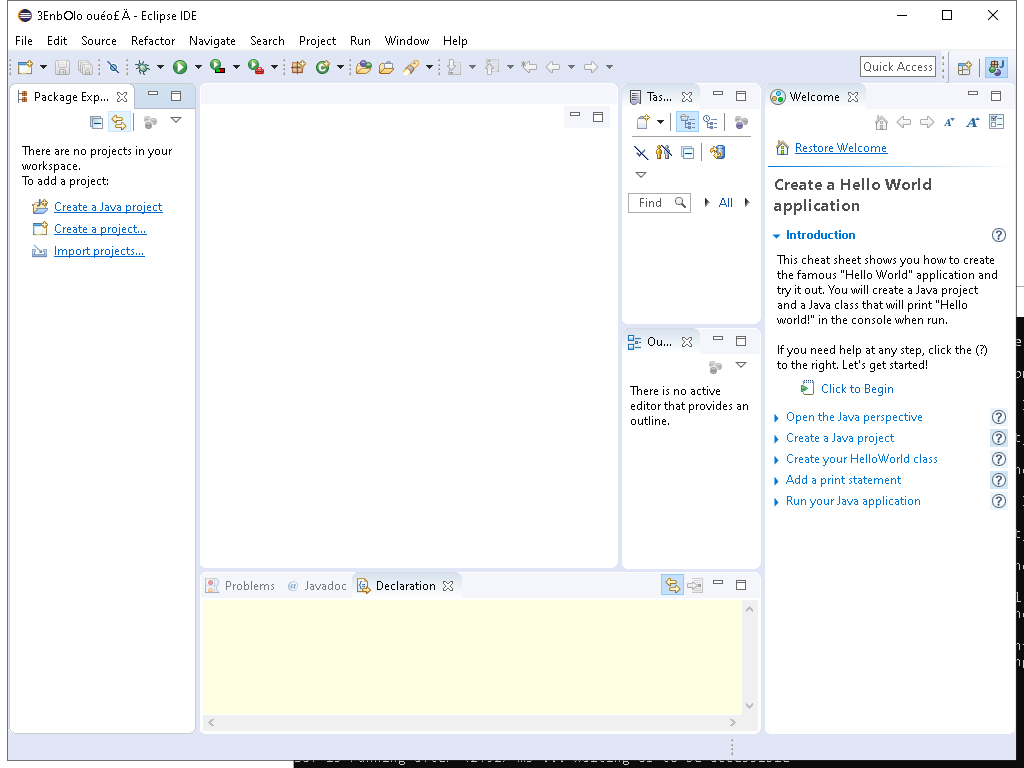 3EnbOlo ouéo£Ä - Eclipse IDE
File Edit Source Refactor Navigate Search Project Run Window Help
Quick Access
Package Exp...
There are no projects in your
workspace.
To add a project:
Create a Java project
Create a project...
Import projects...
Tas...
Find
All
Ou...
There is no active
editor that provides an
outline.
Welcome
Restore Welcome
Create a Hello World
application
Introduction
This cheat sheet shows you how to create
the famous "Hello World" application and
try it out. You will create a Java project
and a Java class that will print "Hello
world!" in the console when run.
If you need help at any step, click the (?)
to the right. Let's get started!
Click to Begin
Open the Java perspective
Create a Java project
Create your HelloWorld class
Add a print statement
Run your Java application
Problems @ Javadoc Declaration